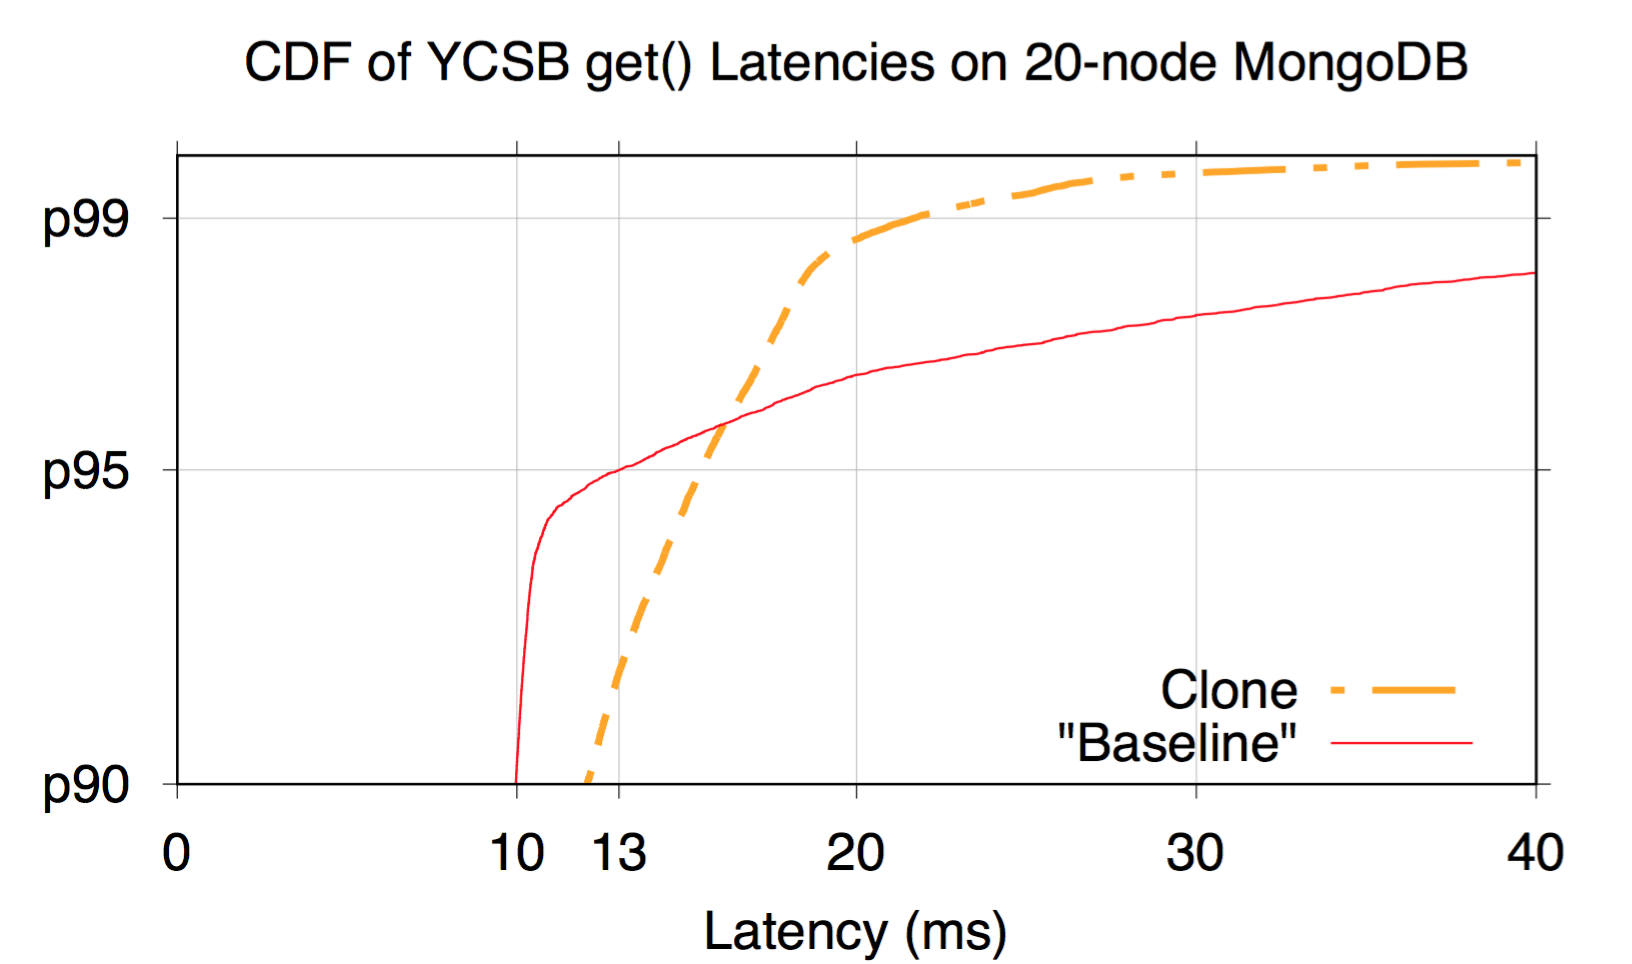 CDF of YCSB get() Latencies on 20-node MongoDB
p99
p95
p90
Clone
"Baseline"
0 10 13 20 30 40
Latency (ms)